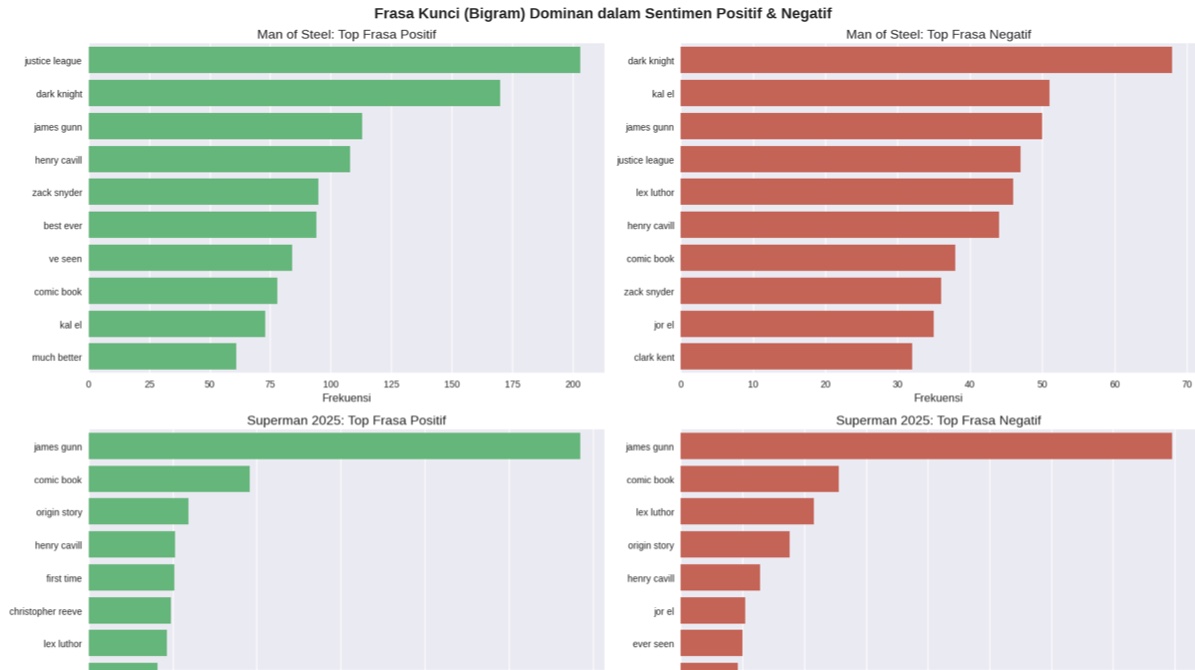 Frasa Kunci (Bigram) Dominan dalam Sentimen Positif & Negatif
Man of Steel: Top Frasa Positif
justice league
dark knight
james gunn
henry cavill
zack snyder
best ever
ve seen
comic book
kal el
much better
0 25 50 75 100 125 150 175 200
Frekuensi
Man of Steel: Top Frasa Negatif
dark knight
kal el
james gunn
justice league
lex luthor
henry cavill
comic book
zack snyder
jor el
clark kent
0 10 20 30 40 50 60 70
Frekuensi
Superman 2025: Top Frasa Positif
james gunn
comic book
origin story
henry cavill
first time
christopher reeve
lex luthor
Superman 2025: Top Frasa Negatif
james gunn
comic book
lex luthor
origin story
henry cavill
jor el
ever seen